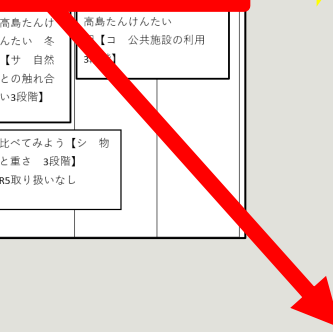 高島たんけ
んたい　冬
【サ　自然
との触れ合
い3段階】
高島たんけんたい
【コ　公共施設の利用
3
】
比べてみよう【シ　物
と重さ　3段階】
R5取り扱いなし